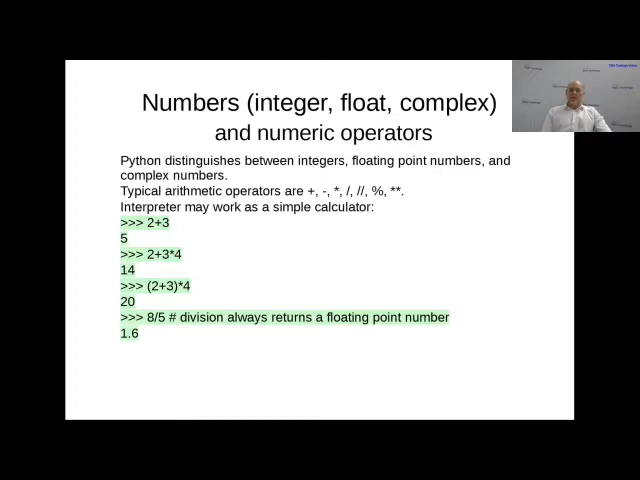 Numbers (integer, float, complex)
and numeric operators
Python distinguishes between integers, floating point numbers, and
complex numbers.
Typical arithmetic operators are +, -, *, /, //, %, **.
Interpreter may work as a simple calculator:
>>> 2+3
5
>>> 2+3*4
14
>>> (2+3)*4
20
>>> 8/5 # division always returns a floating point number
1.6